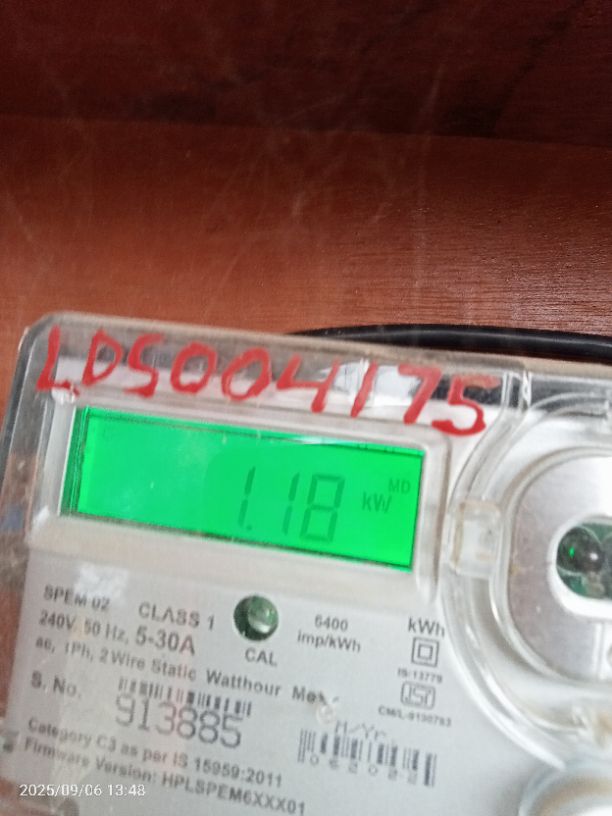 LDS004175
MD
1.18 kW
SPEM-02 CLASS 1 6400 kWh
240V, 50 Hz, 5-30A imp/kWh
1Ph, 2 Wire Static Watthour
CAL
IS/13779
ISI
S. No.
913885
M/Yr.
Category C3 as per IS 15959:2011
Firmware Version: HPLSPEM6XXX01
2025/09/06 13:48